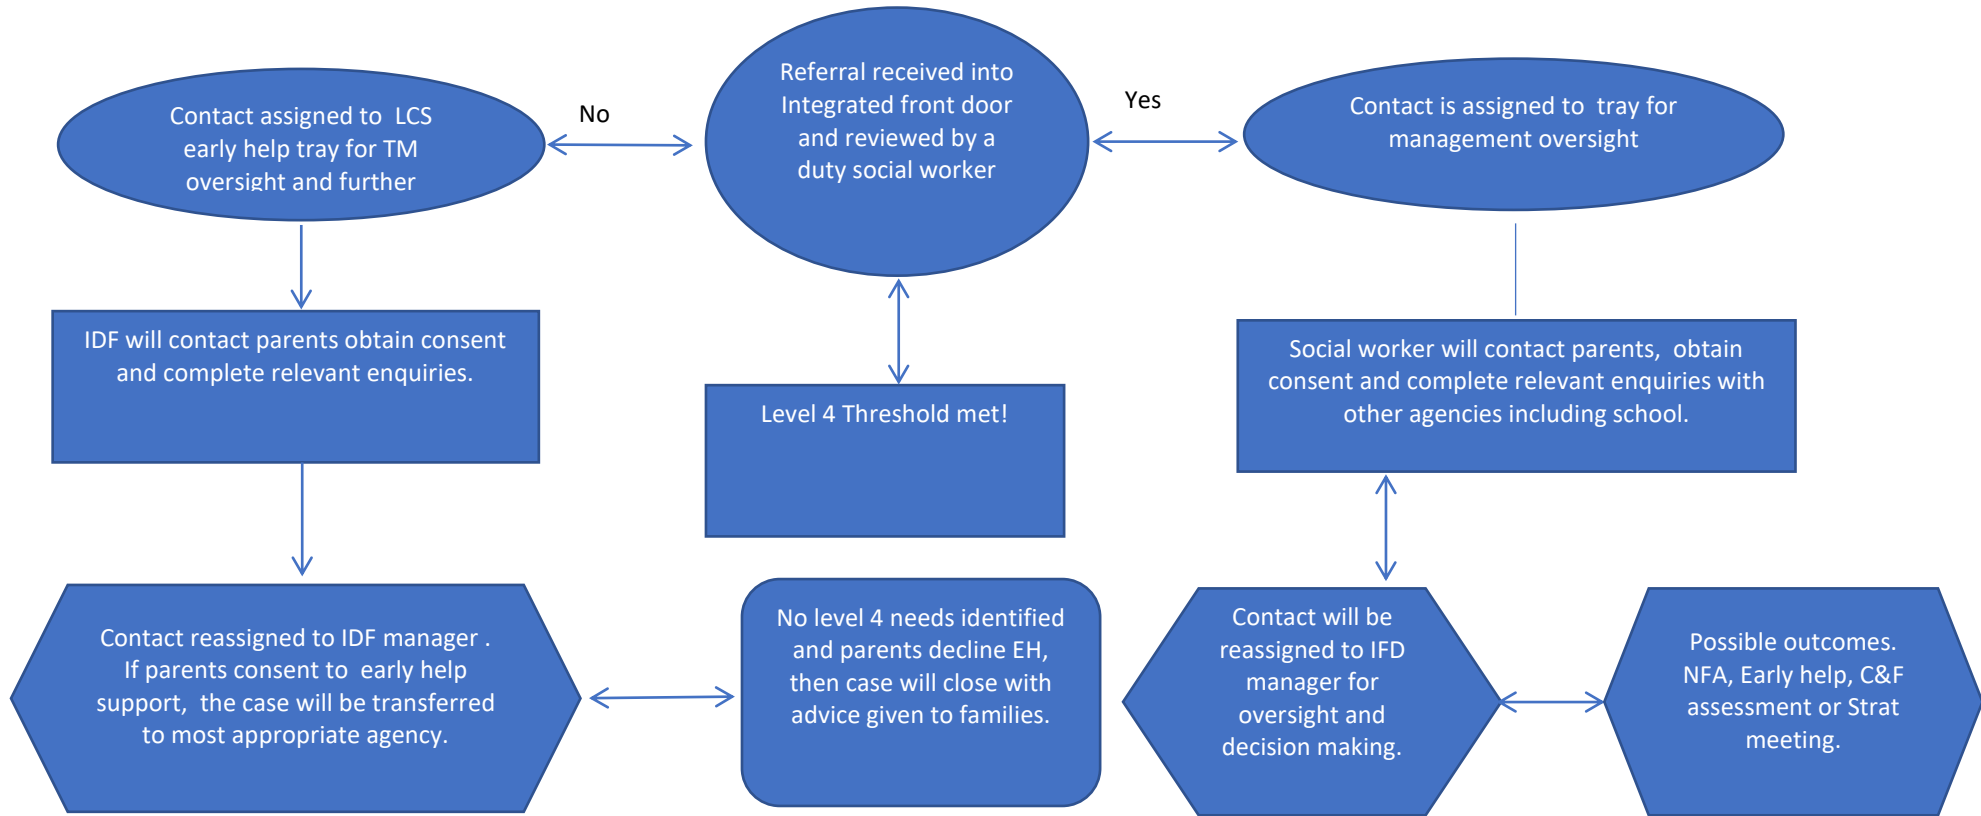 Contact assigned to  LCS
early help tray for TM
oversight and further
No
Referral received into
Integrated front door
and reviewed by a
duty social worker
Yes
Contact is assigned to  tray for
management oversight
IDF will contact parents obtain consent
and complete relevant enquiries.
Level 4 Threshold met!
Social worker will contact parents,  obtain
consent and complete relevant enquiries with
other agencies including school.
Contact reassigned to IDF manager .
If parents consent to  early help
support,  the case will be transferred
to most appropriate agency.
No level 4 needs identified
and parents decline EH,
then case will close with
advice given to families.
Contact will be
reassigned to IFD
manager for
oversight and
decision making.
Possible outcomes.
NFA, Early help, C&F
assessment or Strat
meeting.